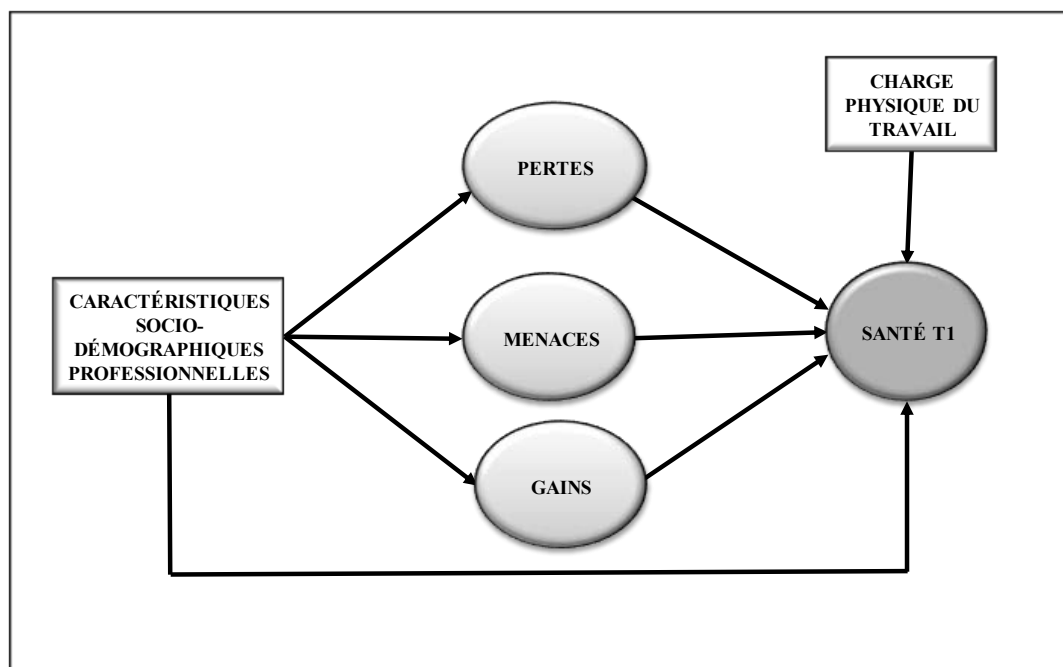 CHARGE
PHYSIQUE DU
TRAVAIL
PERTES
CARACTÉRISTIQUES
SOCIO-
DÉMOGRAPHIQUES
PROFESSIONNELLES
MENACES
SANTÉ T1
GAINS